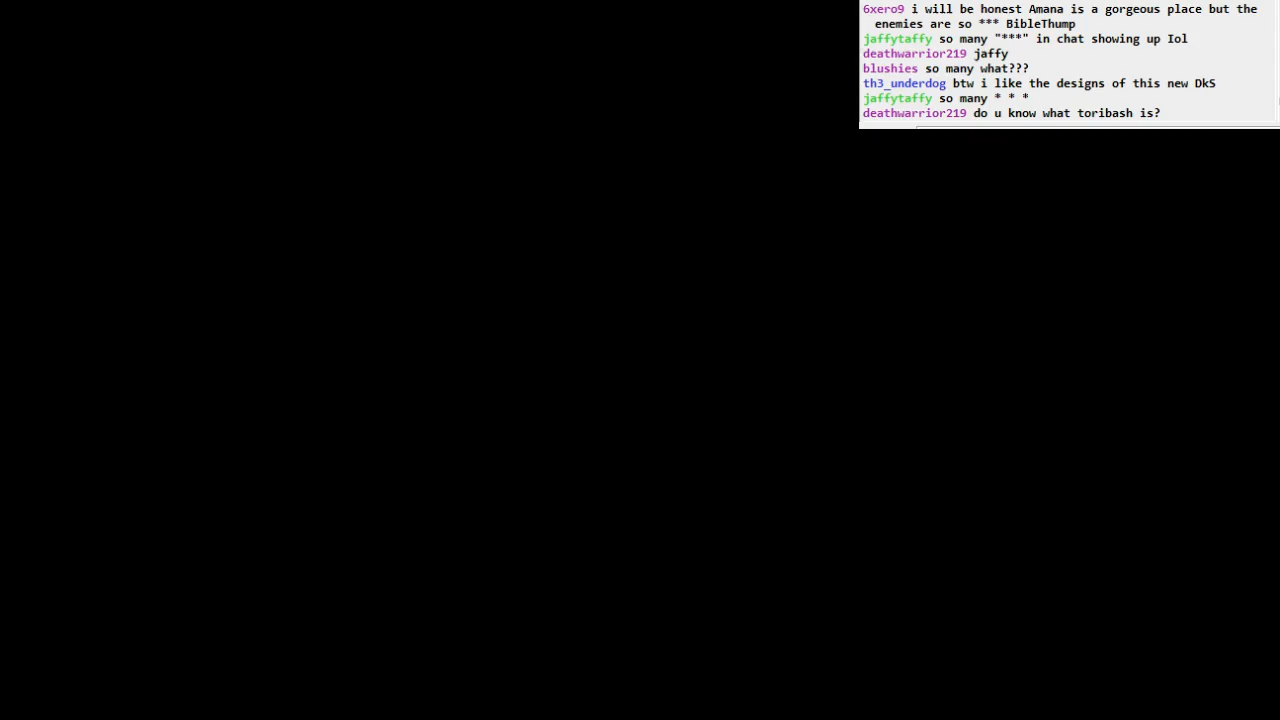 6xero9 i will be honest Amana is a gorgeous place but the
enemies are so *** BibleThump
jaffytaffy so many "***" in chat showing up lol
deathwarrior219 jaffy
blushies so many what???
th3_underdog btw i like the designs of this new DkS
jaffytaffy so many * * *
deathwarrior219 do u know what toribash is?